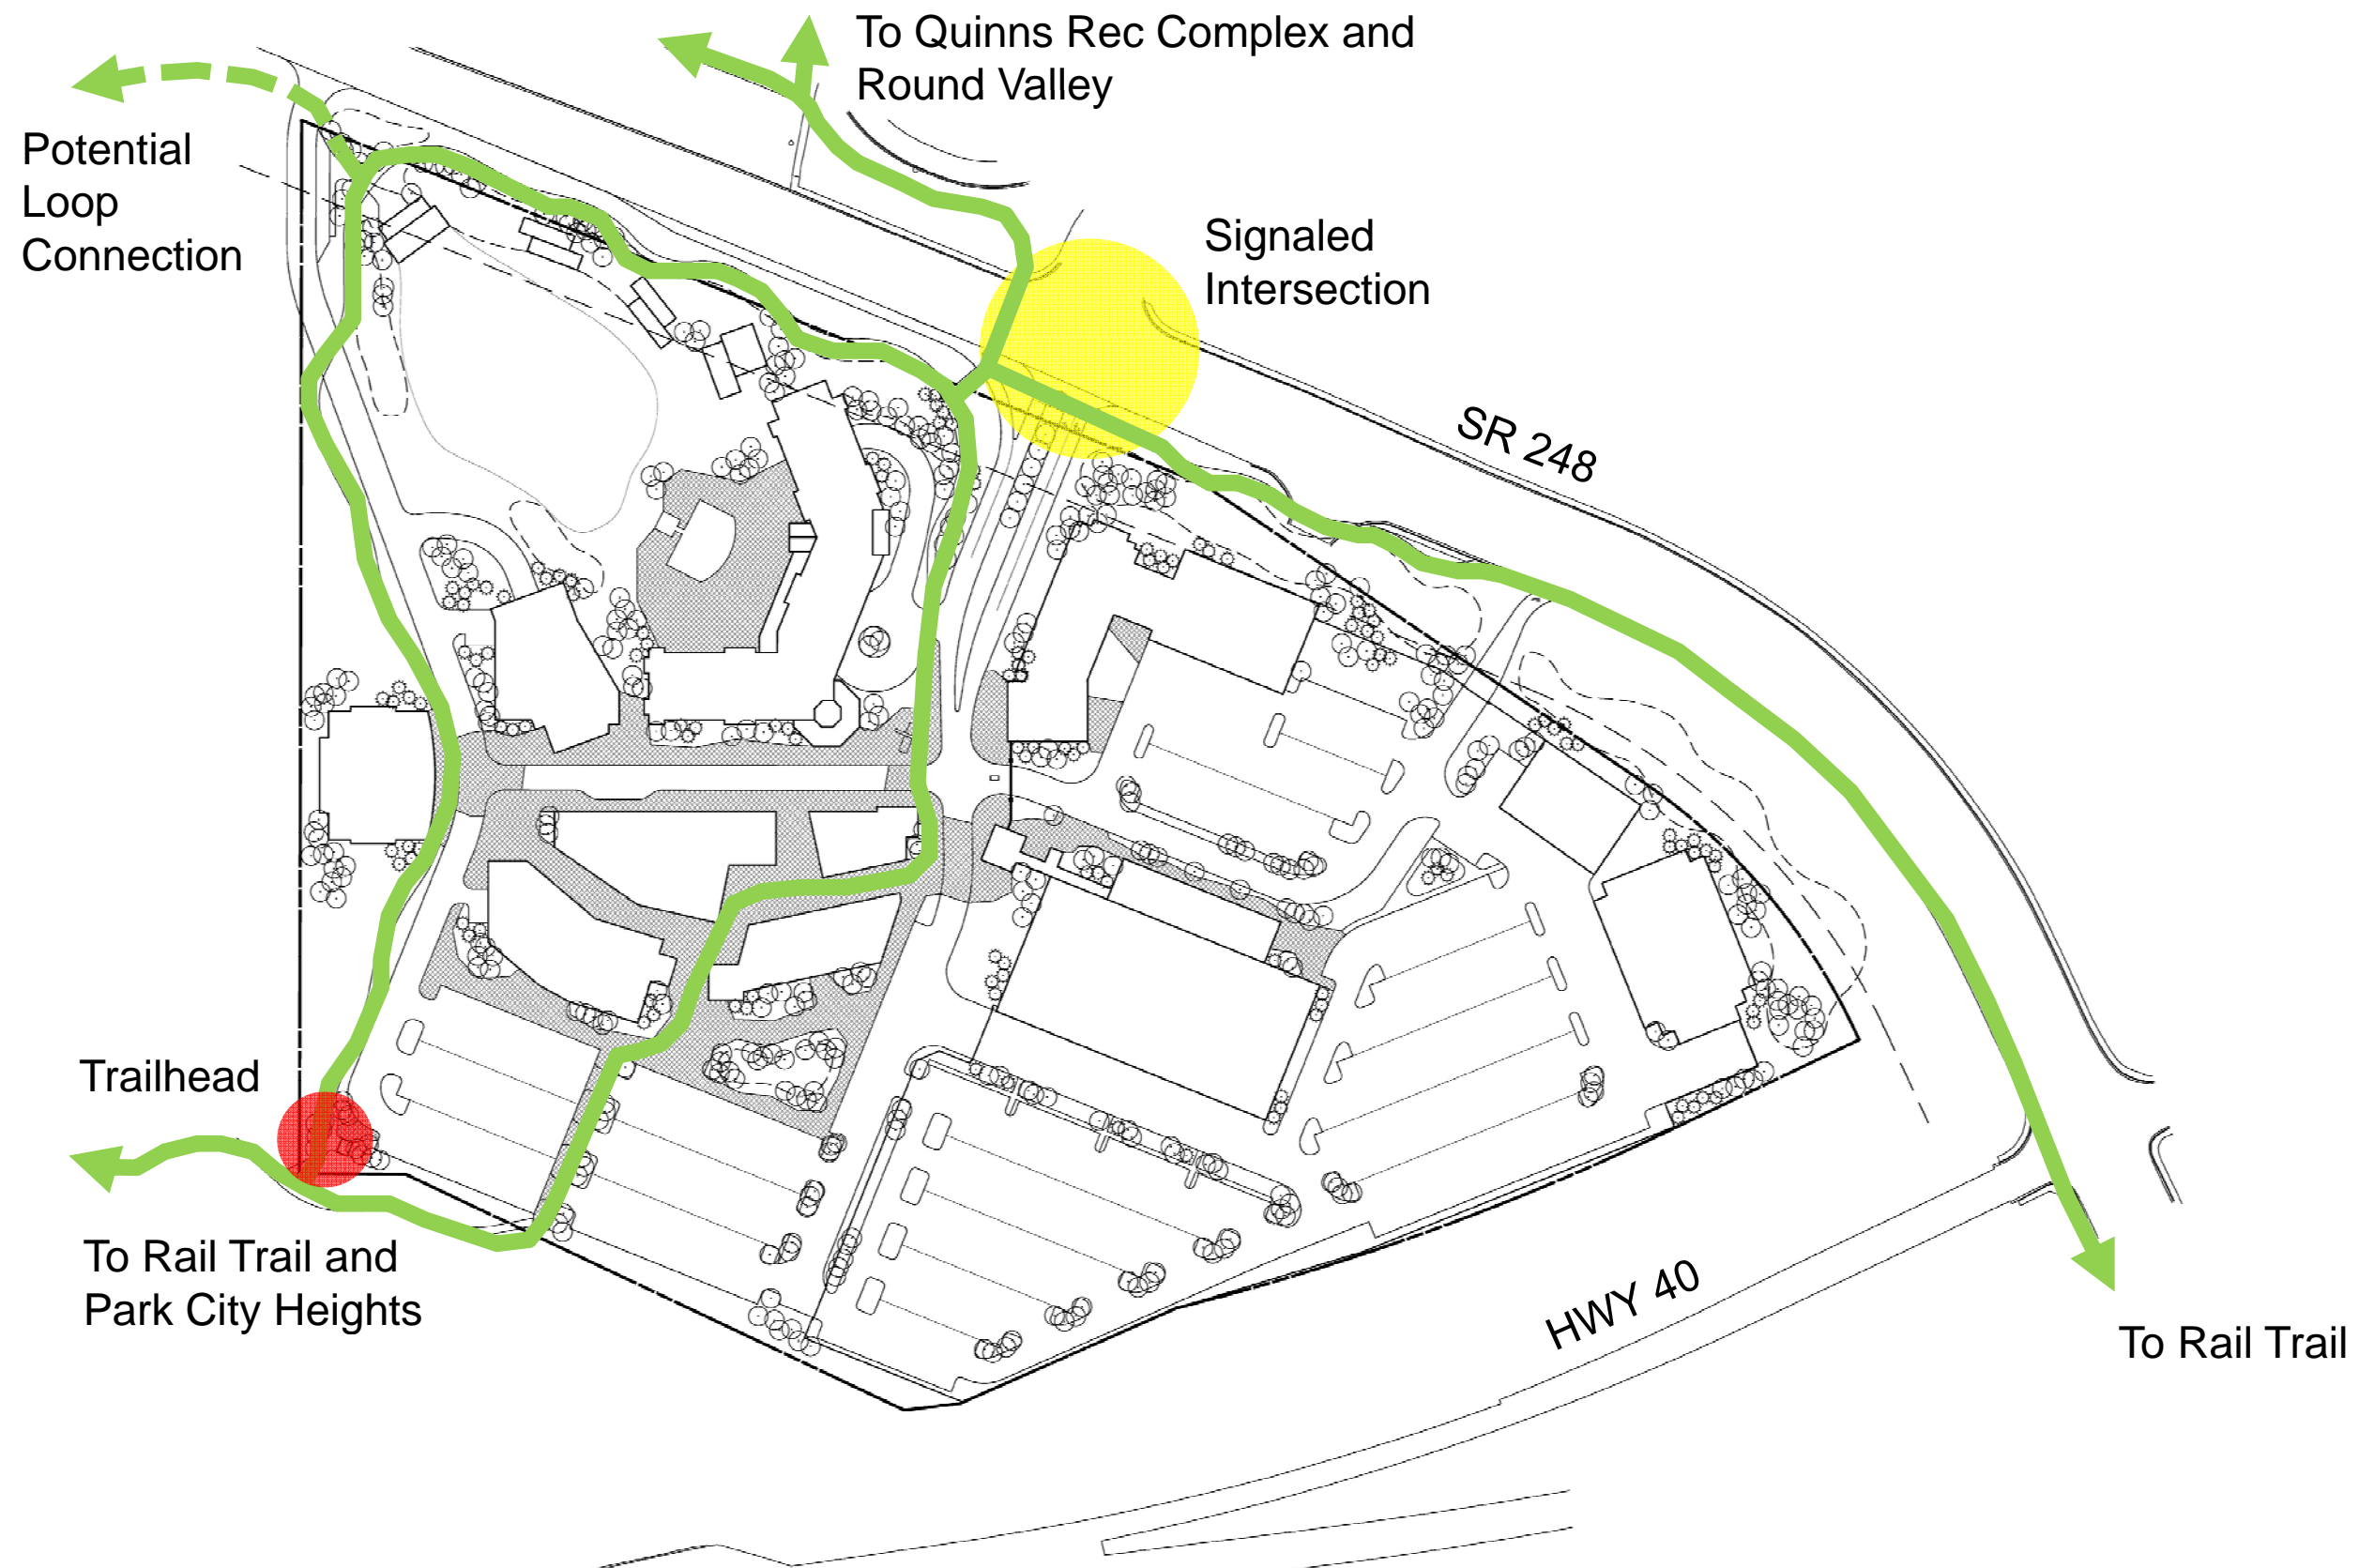 To Quinns Rec Complex and
Round Valley
Potential
Loop
Connection
Signaled
Intersection
SR 248
Trailhead
To Rail Trail and
Park City Heights
HWY 40
To Rail Trail